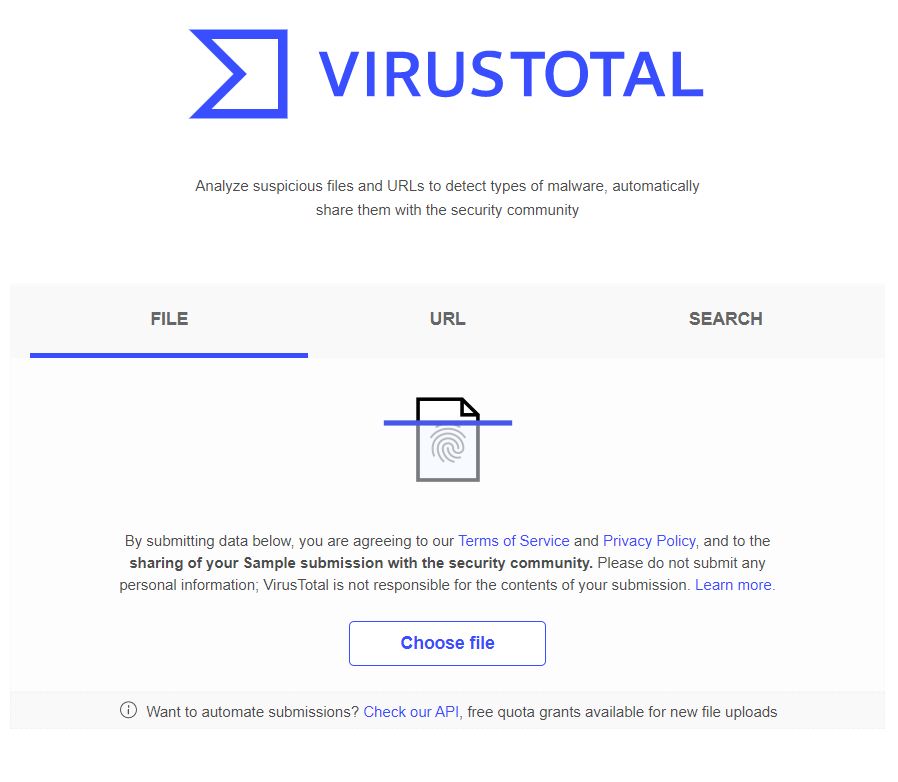 VIRUSTOTAL
Analyze suspicious files and URLs to detect types of malware, automatically
share them with the security community
FILE
URL
SEARCH
By submitting data below, you are agreeing to our Terms of Service and Privacy Policy, and to the
sharing of your Sample submission with the security community. Please do not submit any
personal information; VirusTotal is not responsible for the contents of your submission. Learn more.
Choose file
Want to automate submissions? Check our API, free quota grants available for new file uploads